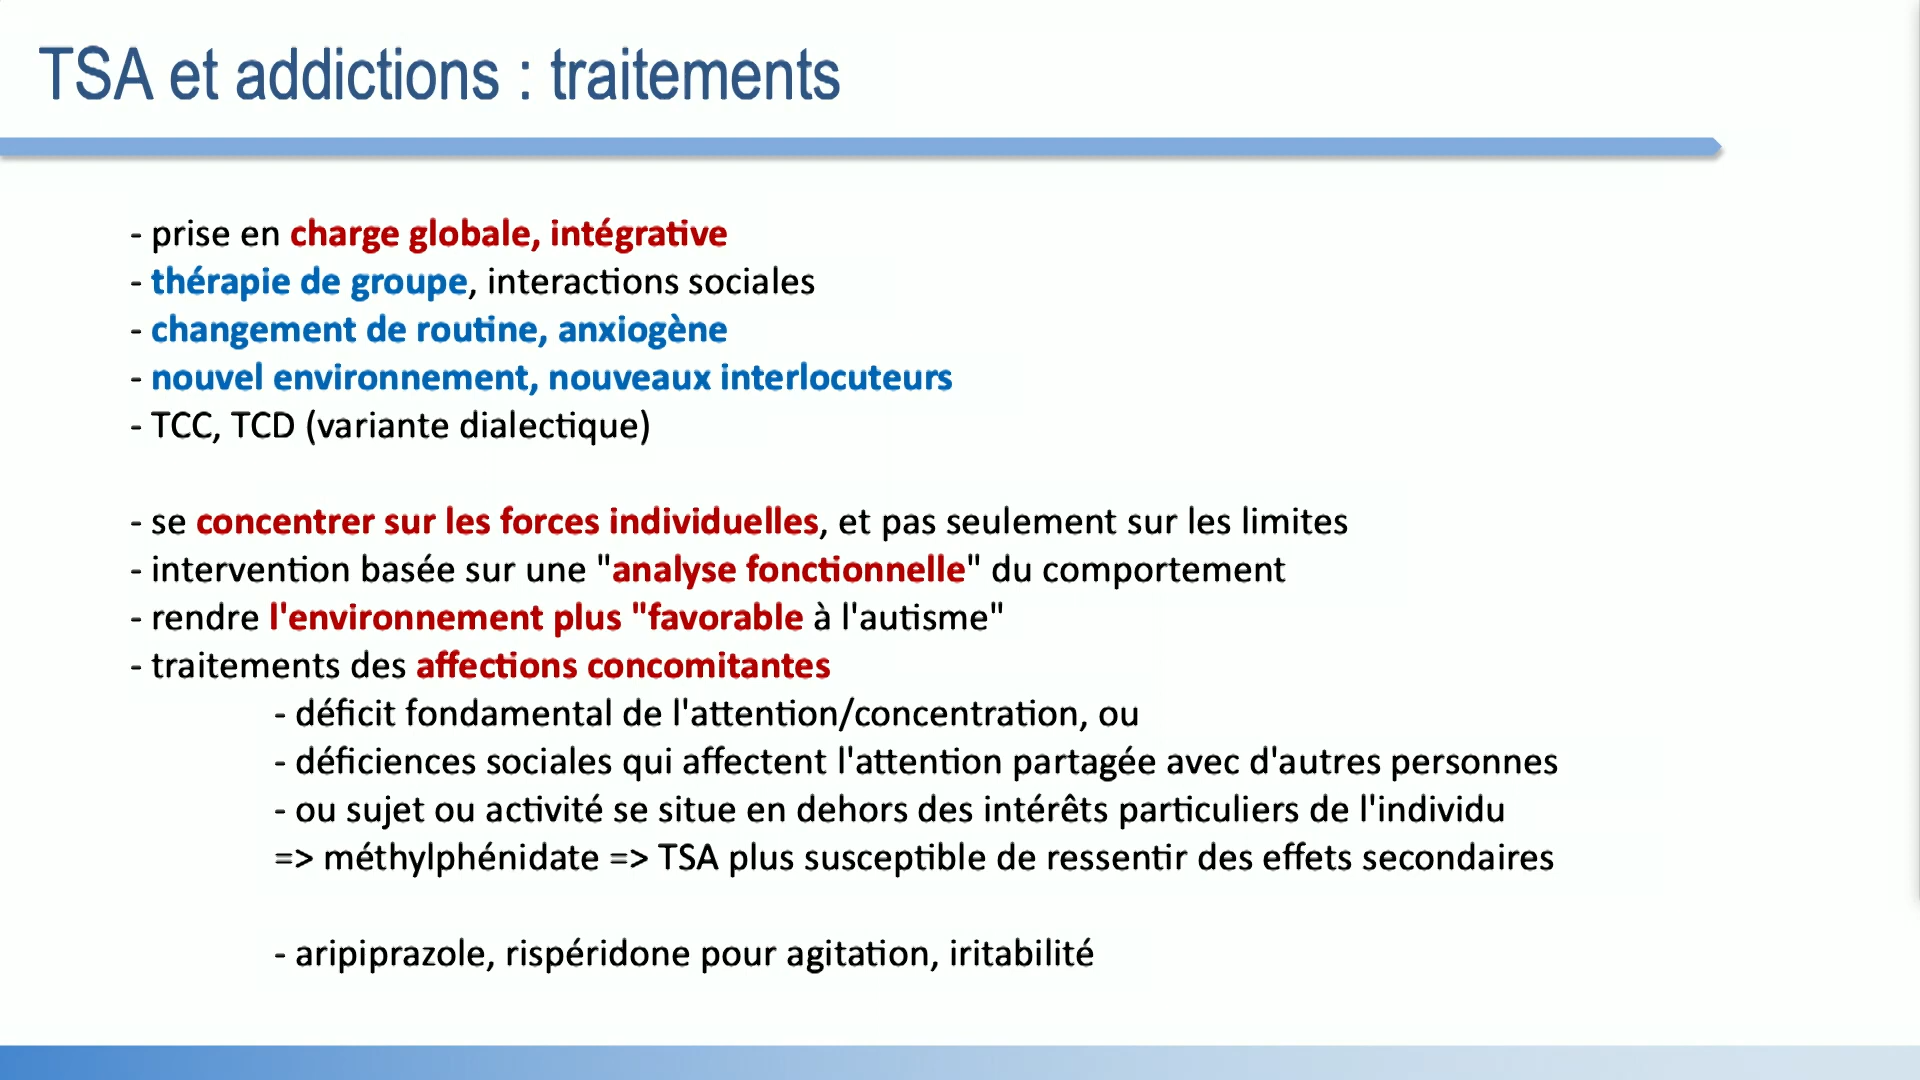 TSA et addictions : traitements
- prise en charge globale, intégrative
- thérapie de groupe, interactions sociales
- changement de routine, anxiogène
- nouvel environnement, nouveaux interlocuteurs
- TCC, TCD (variante dialectique)
- se concentrer sur les forces individuelles, et pas seulement sur les limites
- intervention basée sur une "analyse fonctionnelle" du comportement
- rendre l'environnement plus "favorable à l'autisme"
- traitements des affections concomitantes
- déficit fondamental de l'attention/concentration, ou
- déficiences sociales qui affectent l'attention partagée avec d'autres personnes
- ou sujet ou activité se situe en dehors des intérêts particuliers de l'individu
=> méthylphénidate => TSA plus susceptible de ressentir des effets secondaires
- aripiprazole, rispéridone pour agitation, iritabilité